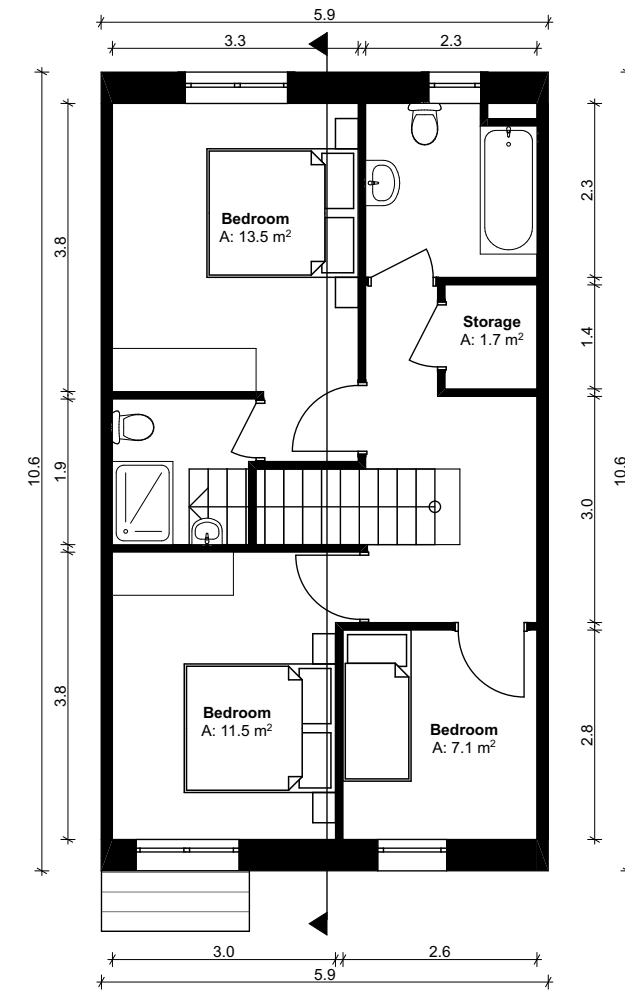 5.9
3.3
2.3
Bedroom
A: 13.5 m²
2.3
3.8
Storage
A: 1.7 m²
1.4
10.6
1.9
10.6
3.0
3.8
Bedroom
A: 11.5 m²
Bedroom
A: 7.1 m²
2.8
3.0
2.6
5.9